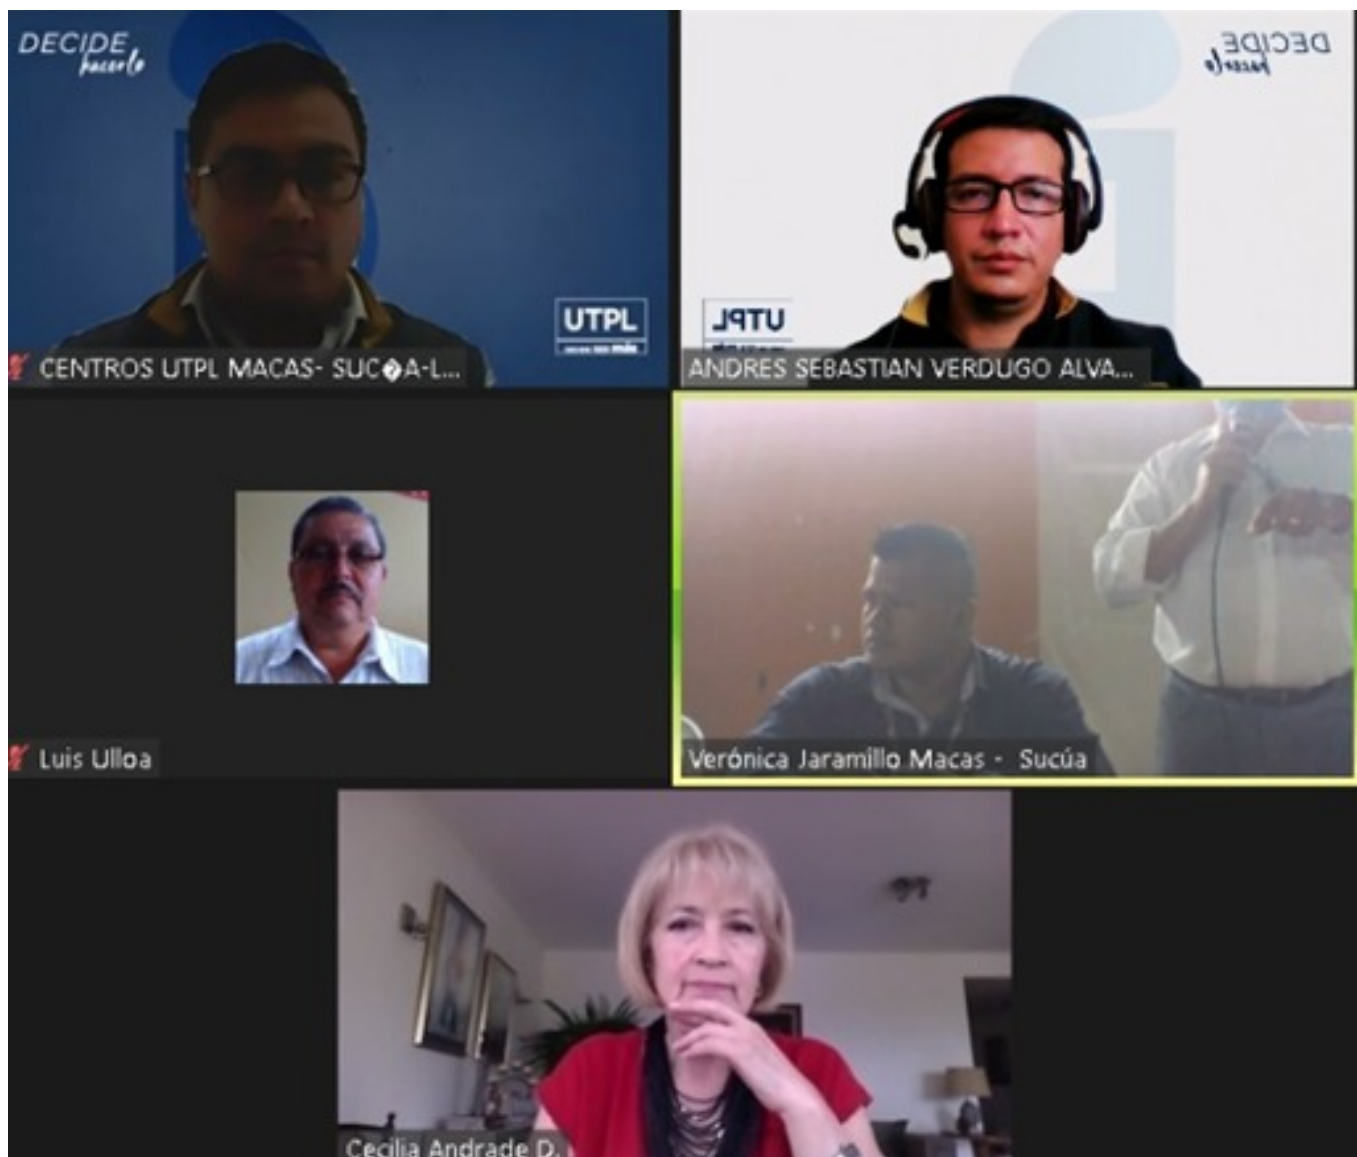 DECIDE
hacerlo
UTPL
más
CENTROS UTPL MACAS- SUC�A-L...
DECIDE
hacerlo
UTPL
ANDRES SEBASTIAN VERDUGO ALVA...
Luis Ulloa
Verónica Jaramillo Macas - Sucúa
Cecilia Andrade D.